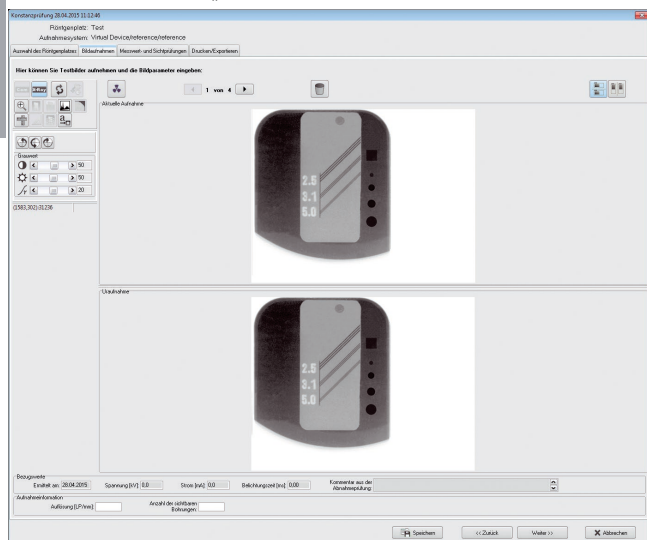 Konstanzprüfung 28.04.2015 11:12:46
Röntgenplatz: Test
Aufnahmesystem: Virtual Device/reference/reference
Auswahl des Röntgenplatzes Bildaufnahmen Messwert- und Sichtprüfungen Drucken/Exportieren
Hier können Sie Testbilder aufnehmen und die Bildparameter eingeben:
X-Ray
1 von 4
Aktuelle Aufnahme
2.5
3.1
5.0
Grauwert
50
50
20
(1583,302):31236
Uraufnahme
2.5
3.1
5.0
Bezugswerte
Ermittelt am: 28.04.2015 Spannung [kV]: 0,0 Strom [mA]: 0,0 Belichtungszeit [ms]: 0,00 Kommentar aus der Abnahmeprüfung:
Aufnahmeinformation
Auflösung [LP/mm]: Anzahl der sichtbaren Bohrungen:
Speichern << Zurück Weiter >> Abbrechen